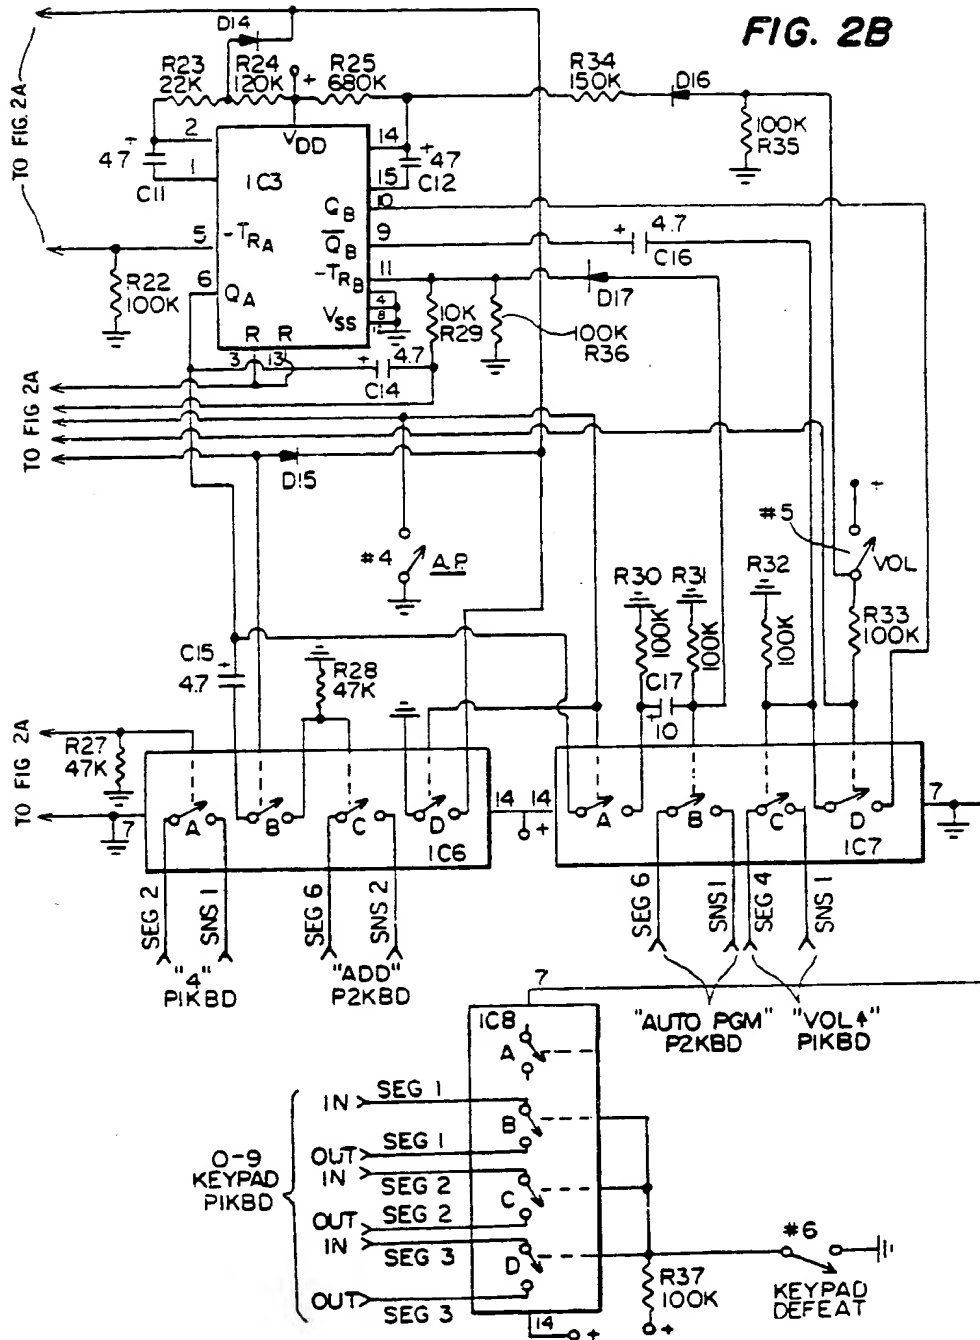 FIG. 2B
TO FIG. 2A
D14
R23
22K
R24
120K
+
R25
680K
R34
150K
D16
100K
R35
2
VDD
14
+
47
C11
1
IC3
+
47
15
C12
QB
10
5
-TRA
Q̅B
9
+
4.7
C16
R22
100K
6
QA
-TRB
11
D17
4
VSS
8
10K
R29
100K
R36
R
R
3
13
+
4.7
C14
TO FIG 2A
D15
#4
A.P.
+
#5
VOL
R30
100K
R31
100K
R32
100K
R33
100K
C15
+
4.7
R28
47K
C17
+
10
TO FIG 2A
R27
47K
7
A
B
C
D
IC6
14
14
+
A
B
C
D
IC7
7
SEG 2
SNS 1
SEG 6
SNS 2
SEG 6
SNS1
SEG 4
SNS 1
"4"
P1KBD
"ADD"
P2KBD
"AUTO PGM"
P2KBD
"VOL↑"
P1KBD
7
IC8
A
IN
SEG 1
B
OUT
SEG 1
0-9
KEYPAD
P1KBD
IN
SEG 2
C
OUT
SEG 2
IN
SEG 3
D
OUT
SEG 3
14
+
R37
100K
+
#6
KEYPAD
DEFEAT